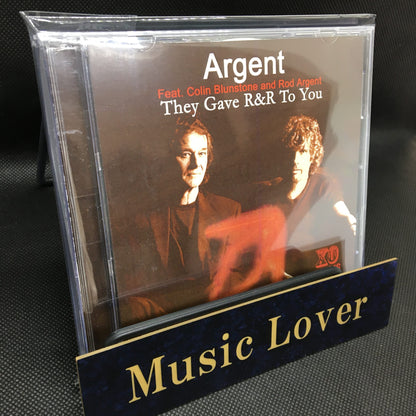 Argent
Feat. Colin Blunstone and Rod Argent
They Gave R&R To You
Music Lover